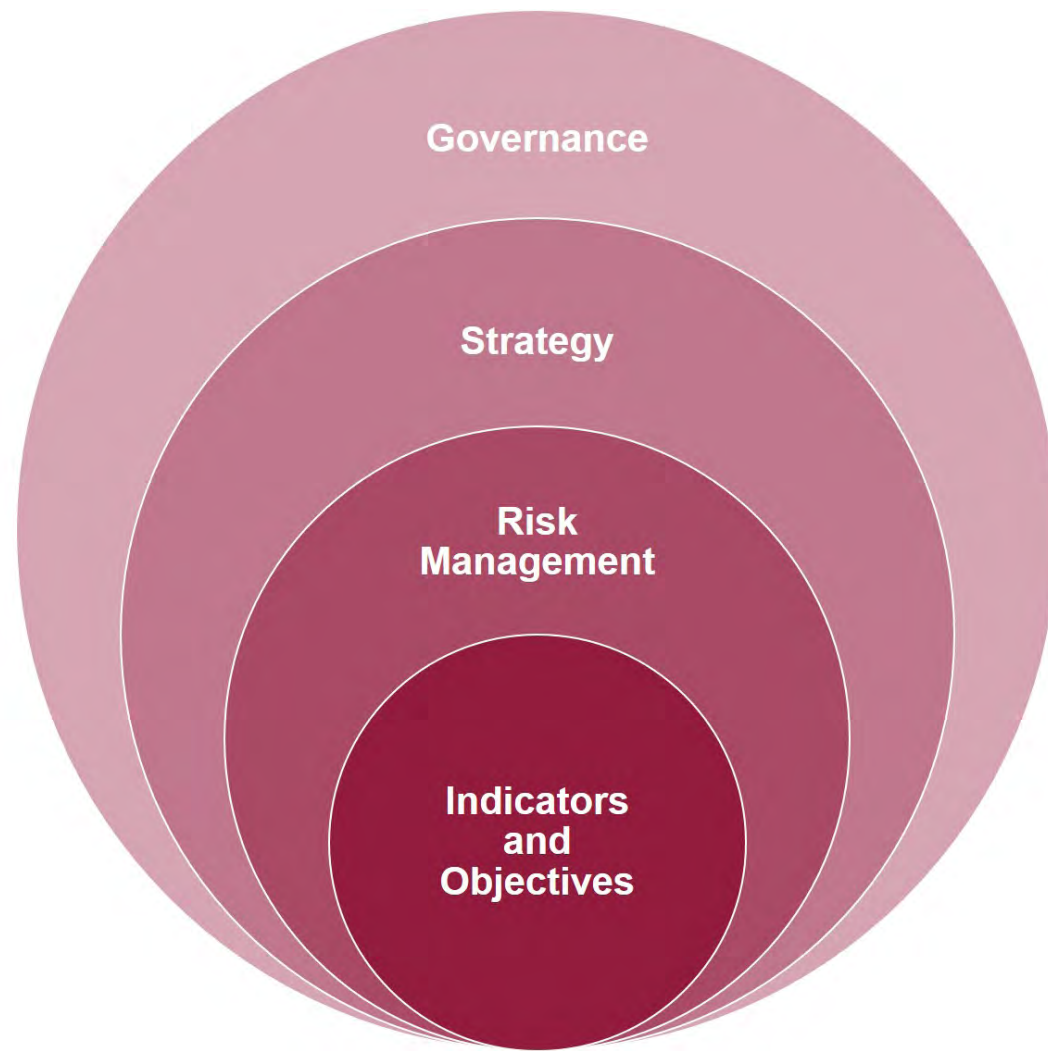 Governance
Strategy
Risk
Management
Indicators
and
Objectives